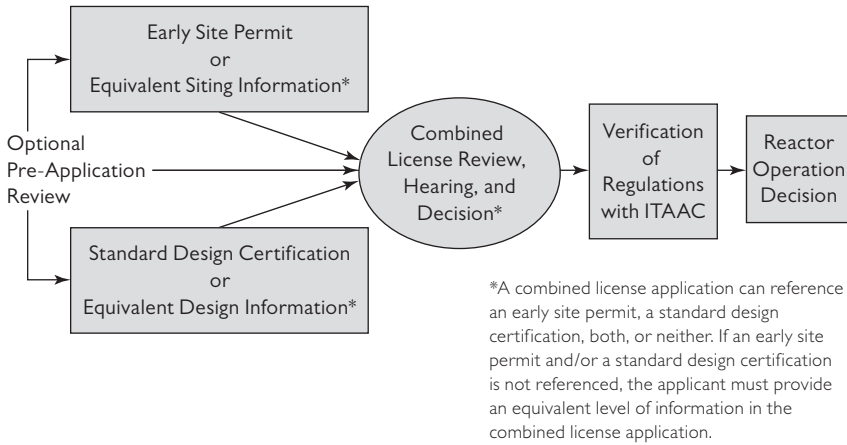 Early Site Permit
or
Equivalent Siting Information*
Optional
Pre-Application
Review
Standard Design Certification
or
Equivalent Design Information*
Combined
License Review,
Hearing, and
Decision*
Verification
of
Regulations
with ITAAC
Reactor
Operation
Decision
*A combined license application can reference
an early site permit, a standard design
certification, both, or neither. If an early site
permit and/or a standard design certification
is not referenced, the applicant must provide
an equivalent level of information in the
combined license application.